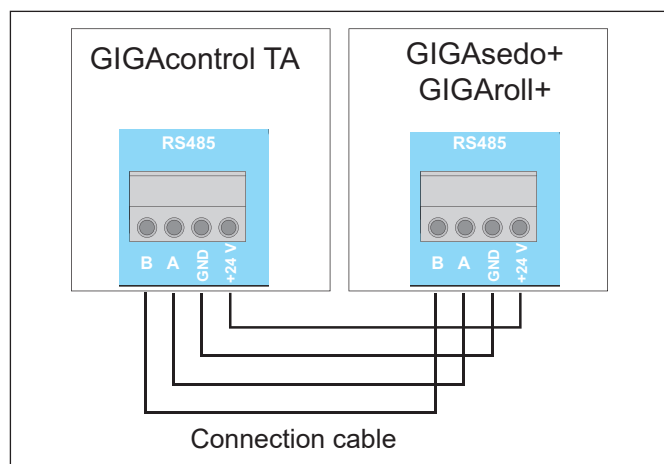 GIGAcontrol TA
GIGAsedo+
GIGAroll+
RS485
B A GND +24 V
RS485
B A GND +24 V
Connection cable